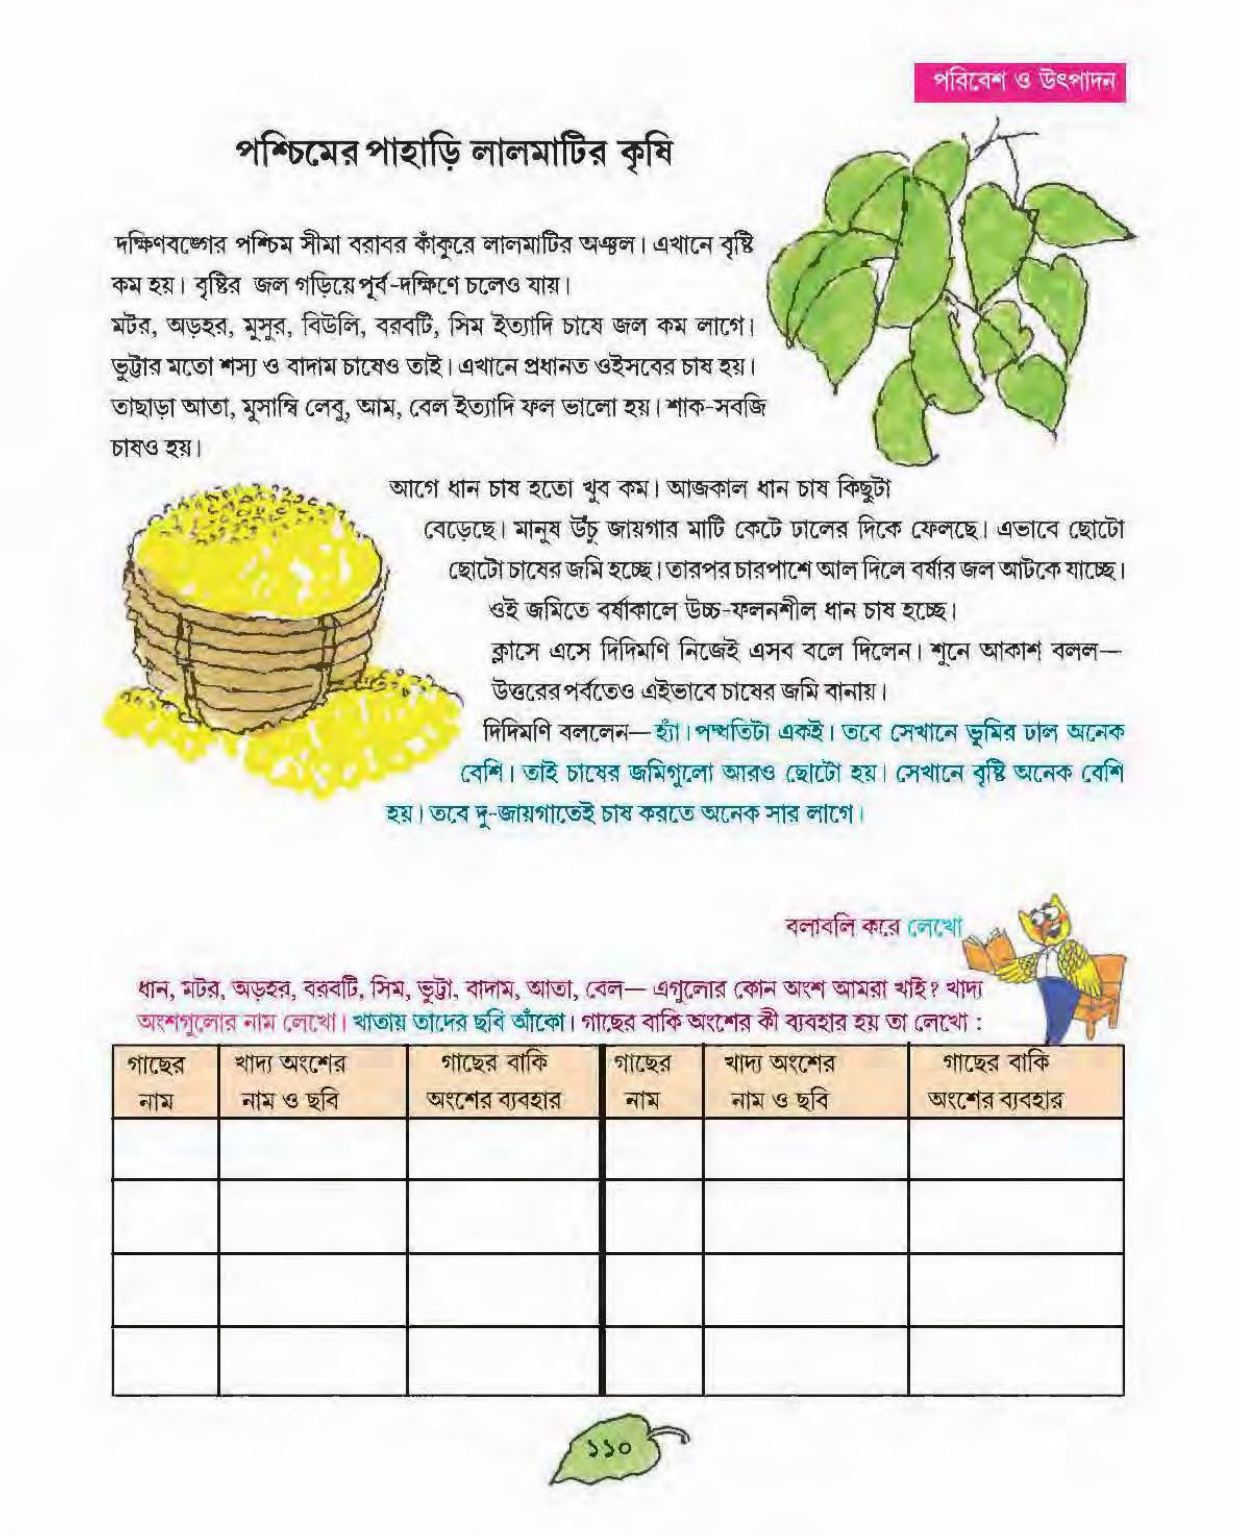 পরিবেশ ও উৎপাদন
পশ্চিমের পাহাড়ি লালমাটির কৃষি
দক্ষিণবঙ্গের পশ্চিম সীমা বরাবর কাঁকুরে লালমাটির অঞ্চল। এখানে বৃষ্টি
কম হয়। বৃষ্টির জল গড়িয়ে পূর্ব-দক্ষিণে চলেও যায়।
মটর, অড়হর, মুসুর, বিউলি, বরবটি, সিম ইত্যাদি চাষে জল কম লাগে।
ভুট্টার মতো শস্য ও বাদাম চাষেও তাই। এখানে প্রধানত ওইসবের চাষ হয়।
তাছাড়া আতা, মুসাম্বি লেবু, আম, বেল ইত্যাদি ফল ভালো হয়। শাক-সবজি
চাষও হয়।
আগে ধান চাষ হতো খুব কম। আজকাল ধান চাষ কিছুটা
বেড়েছে। মানুষ উঁচু জায়গার মাটি কেটে ঢালের দিকে ফেলছে। এভাবে ছোটো
ছোটো চাষের জমি হচ্ছে। তারপর চারপাশে আল দিলে বর্ষার জল আটকে যাচ্ছে।
ওই জমিতে বর্ষাকালে উচ্চ-ফলনশীল ধান চাষ হচ্ছে।
ক্লাসে এসে দিদিমণি নিজেই এসব বলে দিলেন। শুনে আকাশ বলল—
উত্তরের পর্বতেও এইভাবে চাষের জমি বানায়।
দিদিমণি বললেন— হ্যাঁ। পদ্ধতিটা একই। তবে সেখানে ভূমির ঢাল অনেক
বেশি। তাই চাষের জমিগুলো আরও ছোটো হয়। সেখানে বৃষ্টি অনেক বেশি
হয়। তবে দু-জায়গাতেই চাষ করতে অনেক সার লাগে।
বলাবলি করে লেখো
ধান, মটর, অড়হর, বরবটি, সিম, ভুট্টা, বাদাম, আতা, বেল— এগুলোর কোন অংশ আমরা খাই? খাদ্য
অংশগুলোর নাম লেখো। খাতায় তাদের ছবি আঁকো। গাছের বাকি অংশের কী ব্যবহার হয় তা লেখো :
গাছের খাদ্য অংশের গাছের বাকি গাছের খাদ্য অংশের গাছের বাকি
নাম নাম ও ছবি অংশের ব্যবহার নাম নাম ও ছবি অংশের ব্যবহার
১১০